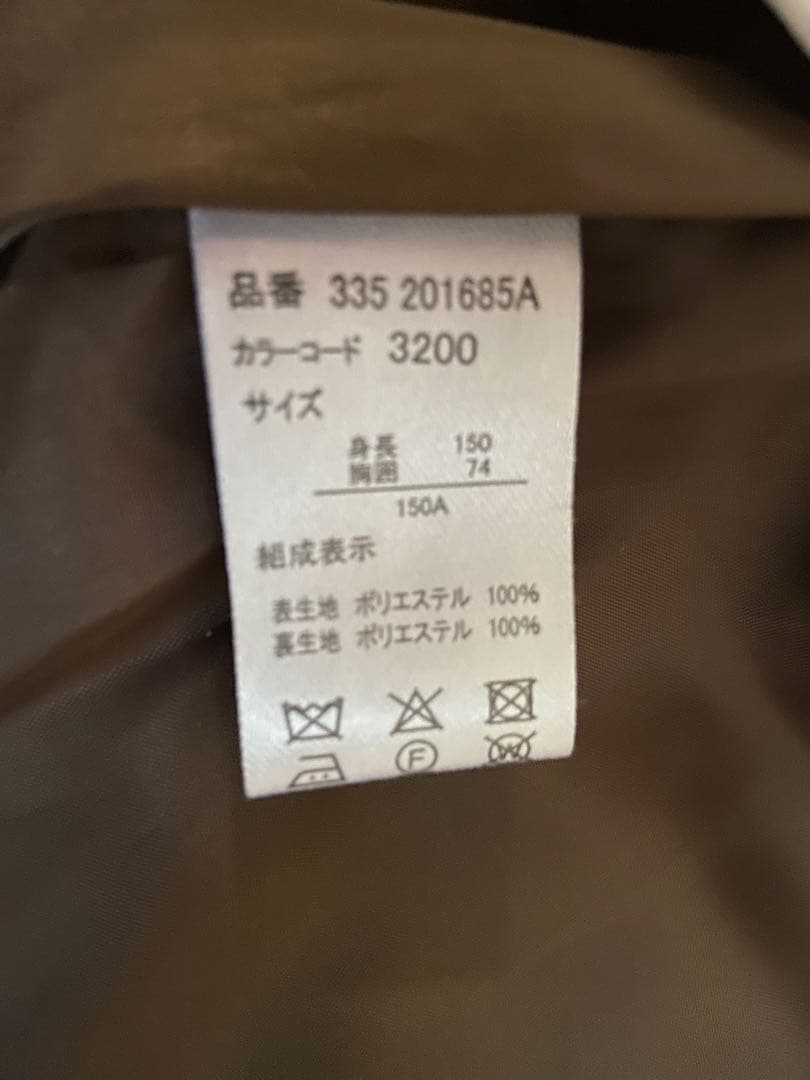 品番 335 201685A
カラーコード 3200
サイズ
身長 150
胸囲 74
150A
組成表示
表生地 ポリエステル 100%
裏生地 ポリエステル 100%
F
W